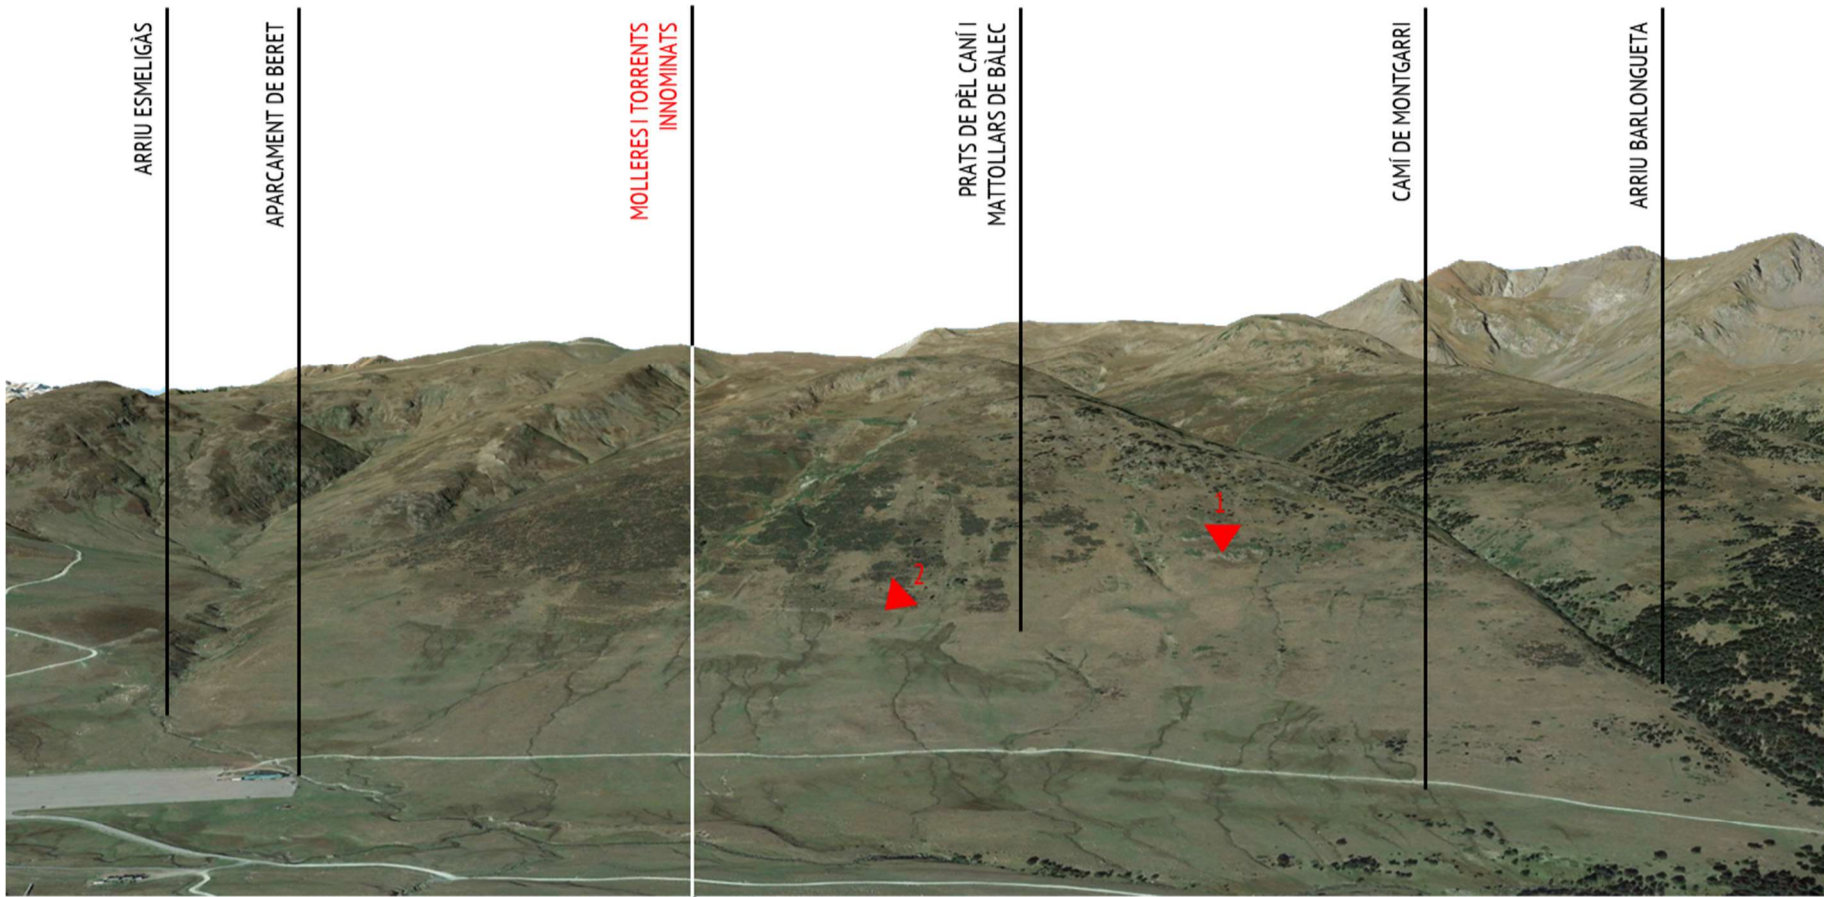 ARRIU ESMELIGÀS
APARCAMENT DE BERET
MOLLERES I TORRENTS
INNOMINATS
PRATS DE PÈL CANÍ I
MATTOLLARS DE BÀLEC
CAMÍ DE MONTGARRI
ARRIU BARLONGUETA
1
2